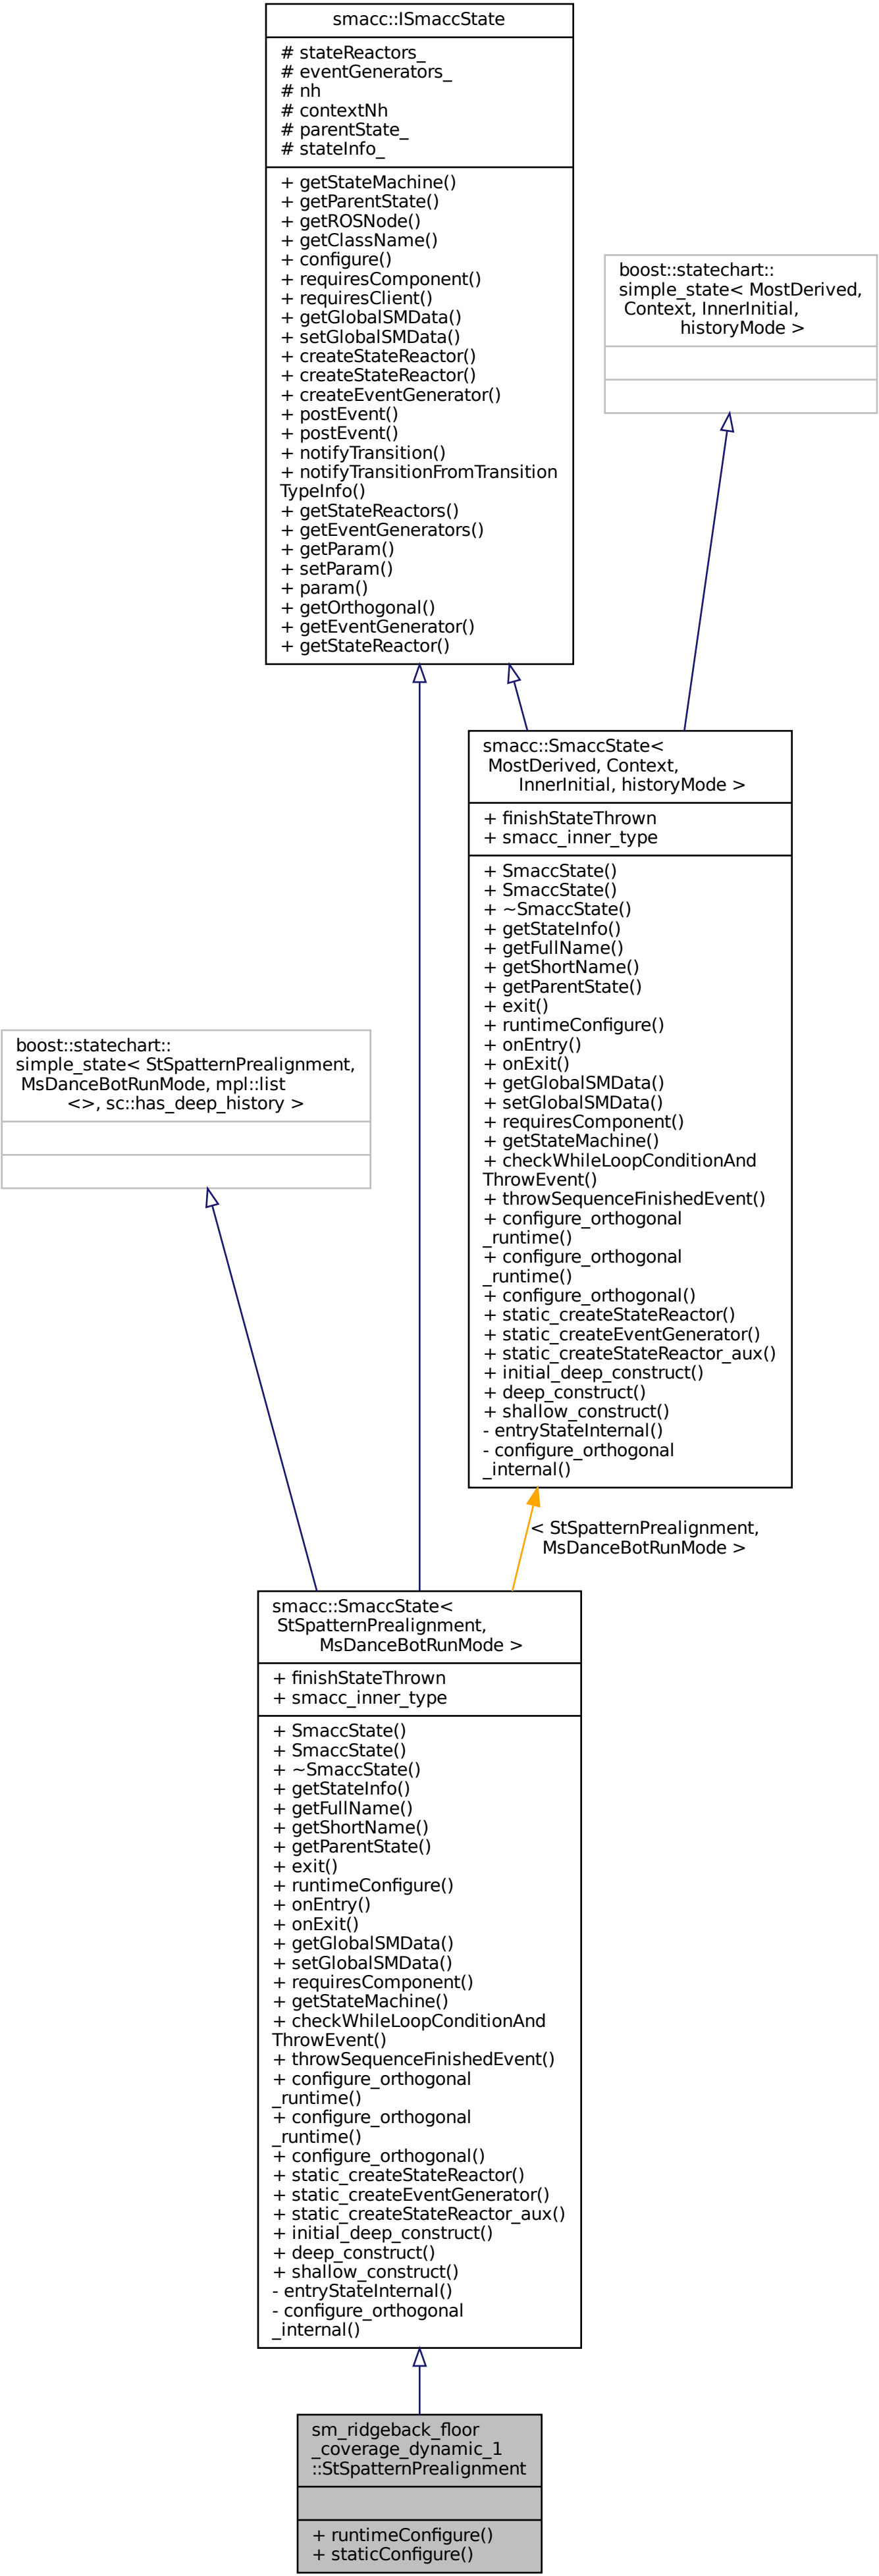 smacc::ISmaccState
# stateReactors_
# eventGenerators_
# nh
# contextNh
# parentState_
# stateInfo_
+ getStateMachine()
+ getParentState()
+ getROSNode()
+ getClassName()
+ configure()
+ requiresComponent()
+ requiresClient()
+ getGlobalSMData()
+ setGlobalSMData()
+ createStateReactor()
+ createStateReactor()
+ createEventGenerator()
+ postEvent()
+ postEvent()
+ notifyTransition()
+ notifyTransitionFromTransition
TypeInfo()
+ getStateReactors()
+ getEventGenerators()
+ getParam()
+ setParam()
+ param()
+ getOrthogonal()
+ getEventGenerator()
+ getStateReactor()
boost::statechart::
simple_state< MostDerived,
Context, InnerInitial,
historyMode >
smacc::SmaccState<
MostDerived, Context,
InnerInitial, historyMode >
+ finishStateThrown
+ smacc_inner_type
+ SmaccState()
+ SmaccState()
+ ~SmaccState()
+ getStateInfo()
+ getFullName()
+ getShortName()
+ getParentState()
+ exit()
+ runtimeConfigure()
+ onEntry()
+ onExit()
+ getGlobalSMData()
+ setGlobalSMData()
+ requiresComponent()
+ getStateMachine()
+ checkWhileLoopConditionAnd
ThrowEvent()
+ throwSequenceFinishedEvent()
+ configure_orthogonal
_runtime()
+ configure_orthogonal
_runtime()
+ configure_orthogonal()
+ static_createStateReactor()
+ static_createEventGenerator()
+ static_createStateReactor_aux()
+ initial_deep_construct()
+ deep_construct()
+ shallow_construct()
- entryStateInternal()
- configure_orthogonal
_internal()
boost::statechart::
simple_state< StSpatternPrealignment,
MsDanceBotRunMode, mpl::list
<>, sc::has_deep_history >
< StSpatternPrealignment,
MsDanceBotRunMode >
smacc::SmaccState<
StSpatternPrealignment,
MsDanceBotRunMode >
+ finishStateThrown
+ smacc_inner_type
+ SmaccState()
+ SmaccState()
+ ~SmaccState()
+ getStateInfo()
+ getFullName()
+ getShortName()
+ getParentState()
+ exit()
+ runtimeConfigure()
+ onEntry()
+ onExit()
+ getGlobalSMData()
+ setGlobalSMData()
+ requiresComponent()
+ getStateMachine()
+ checkWhileLoopConditionAnd
ThrowEvent()
+ throwSequenceFinishedEvent()
+ configure_orthogonal
_runtime()
+ configure_orthogonal
_runtime()
+ configure_orthogonal()
+ static_createStateReactor()
+ static_createEventGenerator()
+ static_createStateReactor_aux()
+ initial_deep_construct()
+ deep_construct()
+ shallow_construct()
- entryStateInternal()
- configure_orthogonal
_internal()
sm_ridgeback_floor
_coverage_dynamic_1
::StSpatternPrealignment
+ runtimeConfigure()
+ staticConfigure()